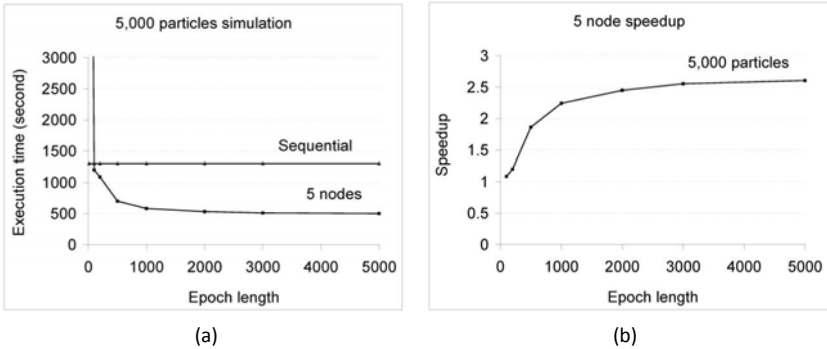 5,000 particles simulation
Execution time (second)
3000
2500
2000
1500
1000
500
0
Sequential
5 nodes
0 1000 2000 3000 4000 5000
Epoch length
(a)
5 node speedup
Speedup
3
2.5
2
1.5
1
0.5
0
5,000 particles
0 1000 2000 3000 4000 5000
Epoch length
(b)